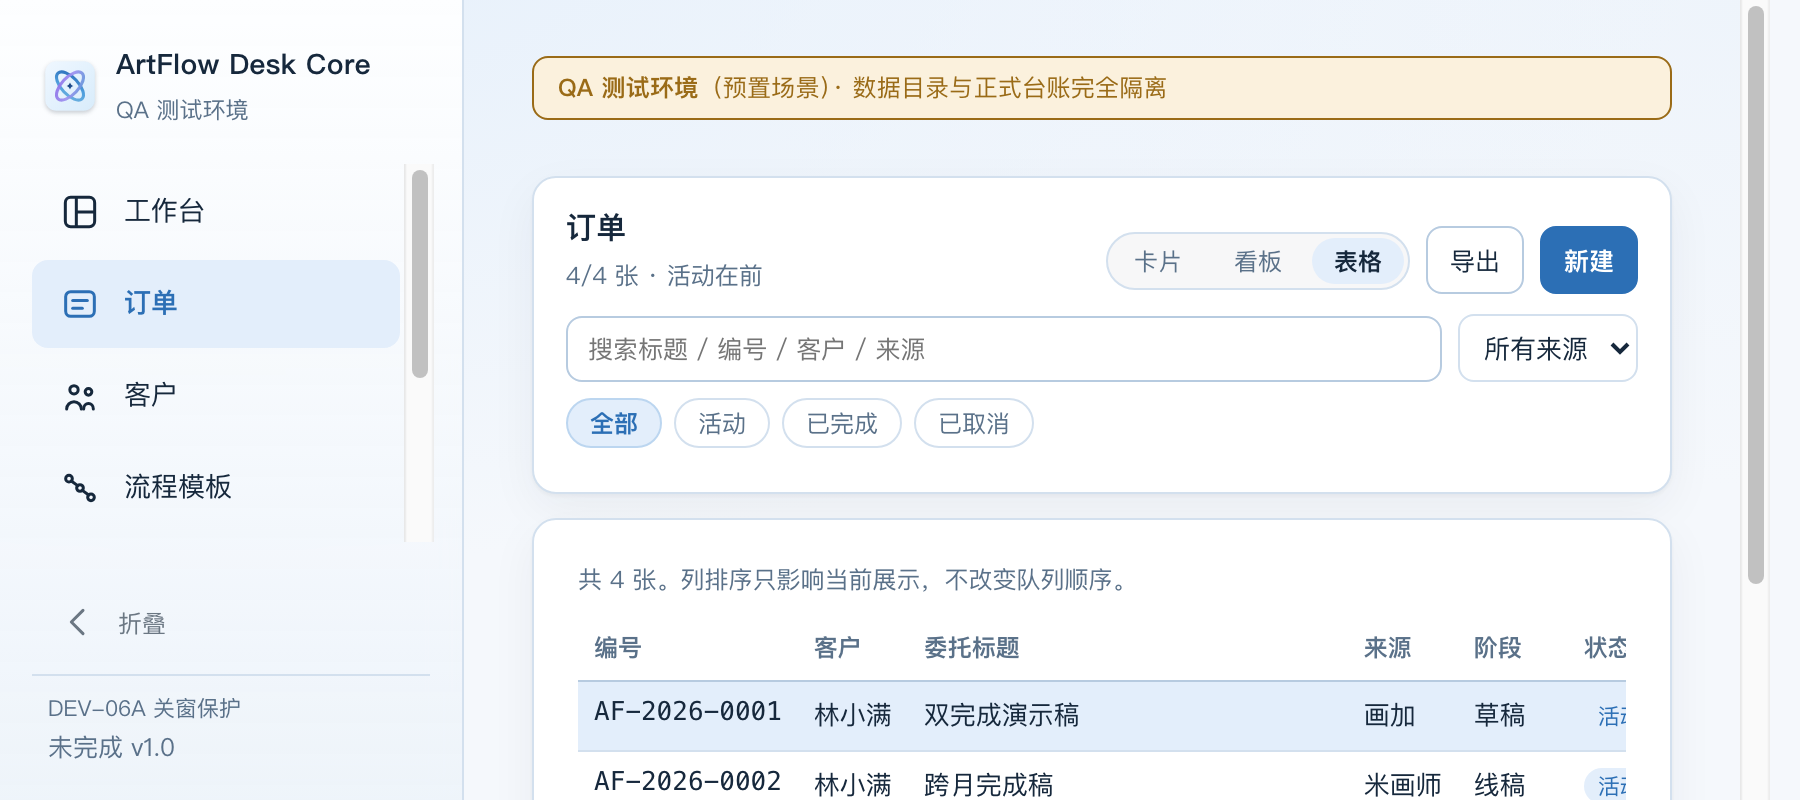 ArtFlow Desk Core
QA 测试环境
工作台
订单
客户
流程模板
折叠
DEV-06A 关窗保护
未完成 v1.0
QA 测试环境（预置场景）· 数据目录与正式台账完全隔离
订单
4/4 张 · 活动在前
卡片 看板 表格 导出 新建
搜索标题 / 编号 / 客户 / 来源 所有来源
全部 活动 已完成 已取消
共 4 张。列排序只影响当前展示，不改变队列顺序。
编号 客户 委托标题 来源 阶段 状态
AF-2026-0001 林小满 双完成演示稿 画加 草稿 活动
AF-2026-0002 林小满 跨月完成稿 米画师 线稿 活动